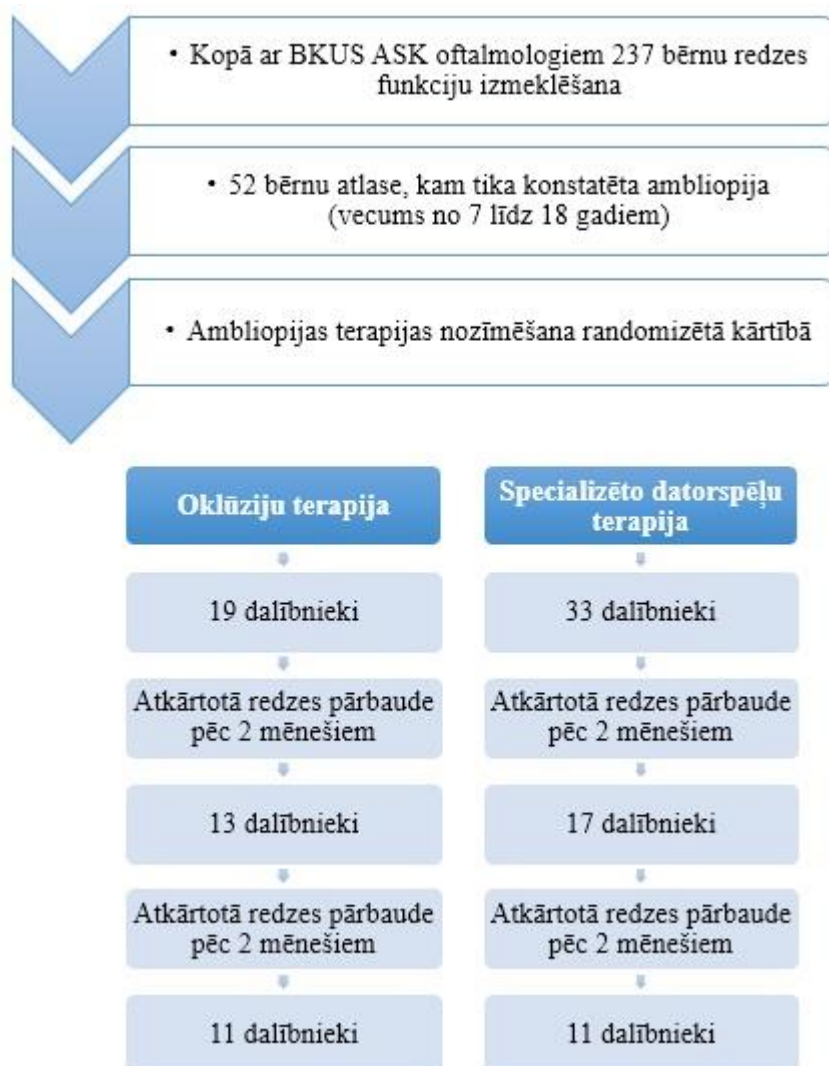 • Kopā ar BKUS ASK oftalmologiem 237 bērnu redzes
funkciju izmeklēšana
• 52 bērnu atlase, kam tika konstatēta ambliopija
(vecums no 7 līdz 18 gadiem)
• Ambliopijas terapijas nozīmēšana randomizētā kārtībā
Oklūziju terapija
19 dalībnieki
Atkārtotā redzes pārbaude
pēc 2 mēnešiem
13 dalībnieki
Atkārtotā redzes pārbaude
pēc 2 mēnešiem
11 dalībnieki
Specializēto datorspēļu
terapija
33 dalībnieki
Atkārtotā redzes pārbaude
pēc 2 mēnešiem
17 dalībnieki
Atkārtotā redzes pārbaude
pēc 2 mēnešiem
11 dalībnieki